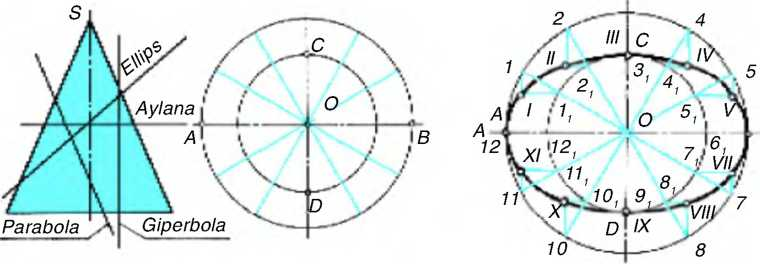 S
Ellips
Aylana
Parabola
Giperbola
C
O
A
B
D
2
III
C
4
II
IV
1
2₁
3₁
4₁
5
I
1₁
5₁
V
A
O
A
12
12₁
6₁
XI
11₁
7₁
VII
11
10₁
9₁
8₁
7
X
D
IX
VIII
10
8